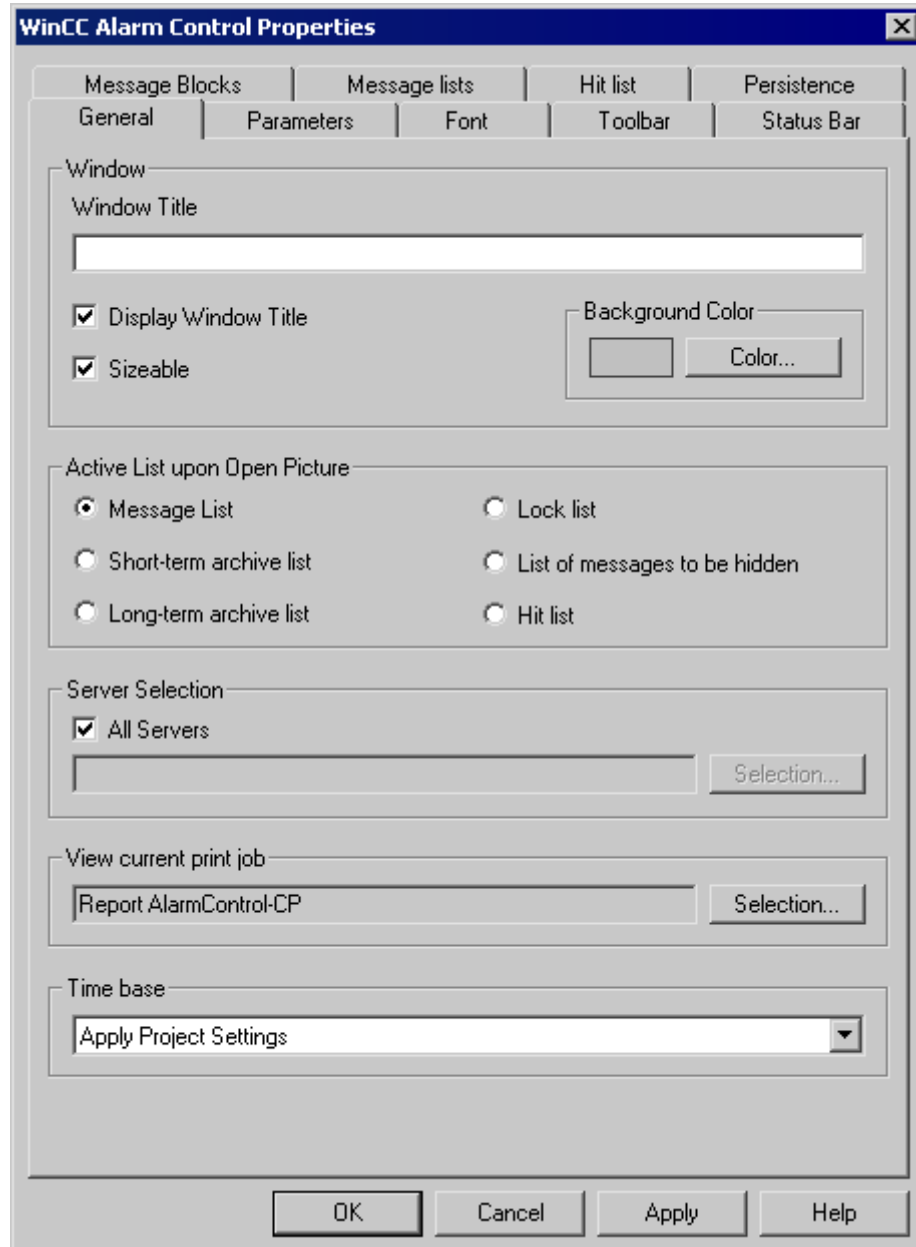 WinCC Alarm Control Properties
Message Blocks Message lists Hit list Persistence
General Parameters Font Toolbar Status Bar
Window
Window Title
Display Window Title
Background Color
Color...
Sizeable
Active List upon Open Picture
Message List Lock list
Short-term archive list List of messages to be hidden
Long-term archive list Hit list
Server Selection
All Servers
Selection...
View current print job
Report AlarmControl-CP Selection...
Time base
Apply Project Settings
OK Cancel Apply Help